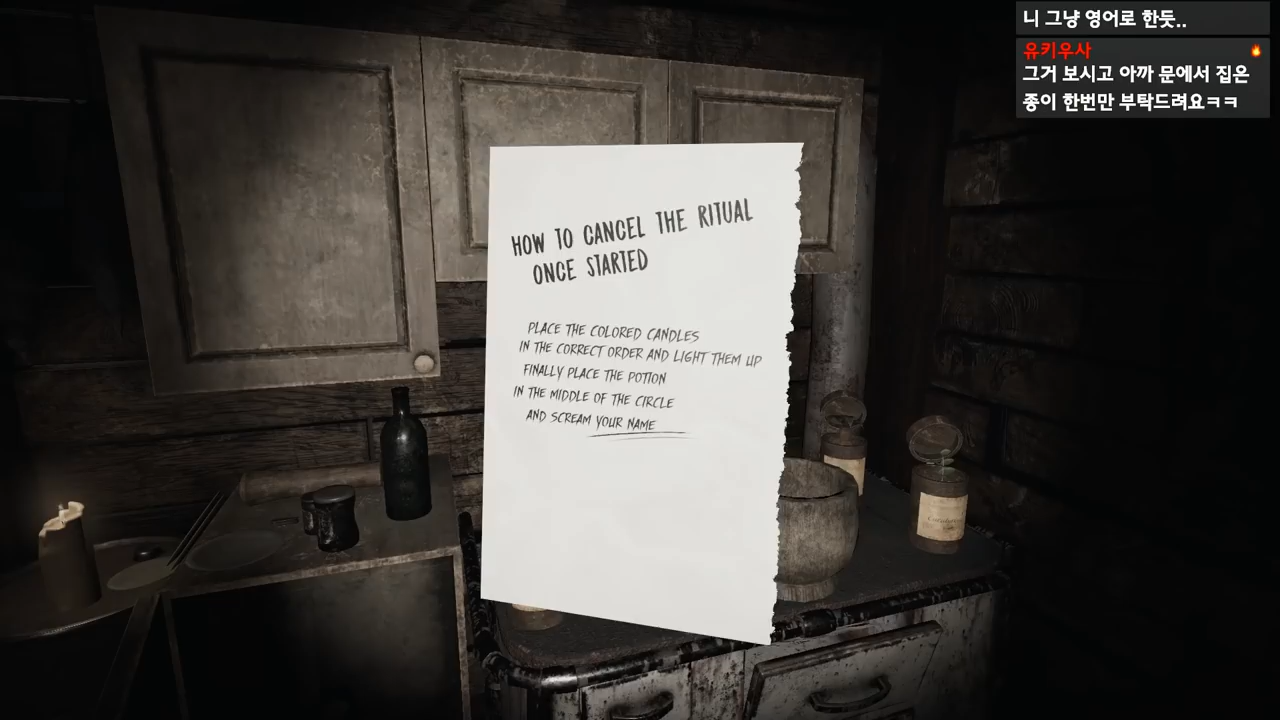 니 그냥 영어로 한듯..
유키우사
그거 보시고 아까 문에서 집은
종이 한번만 부탁드려요ㅋㅋ
HOW TO CANCEL THE RITUAL
ONCE STARTED
PLACE THE COLORED CANDLES
IN THE CORRECT ORDER AND LIGHT THEM UP
FINALLY PLACE THE POTION
IN THE MIDDLE OF THE CIRCLE
AND SCREAM YOUR NAME